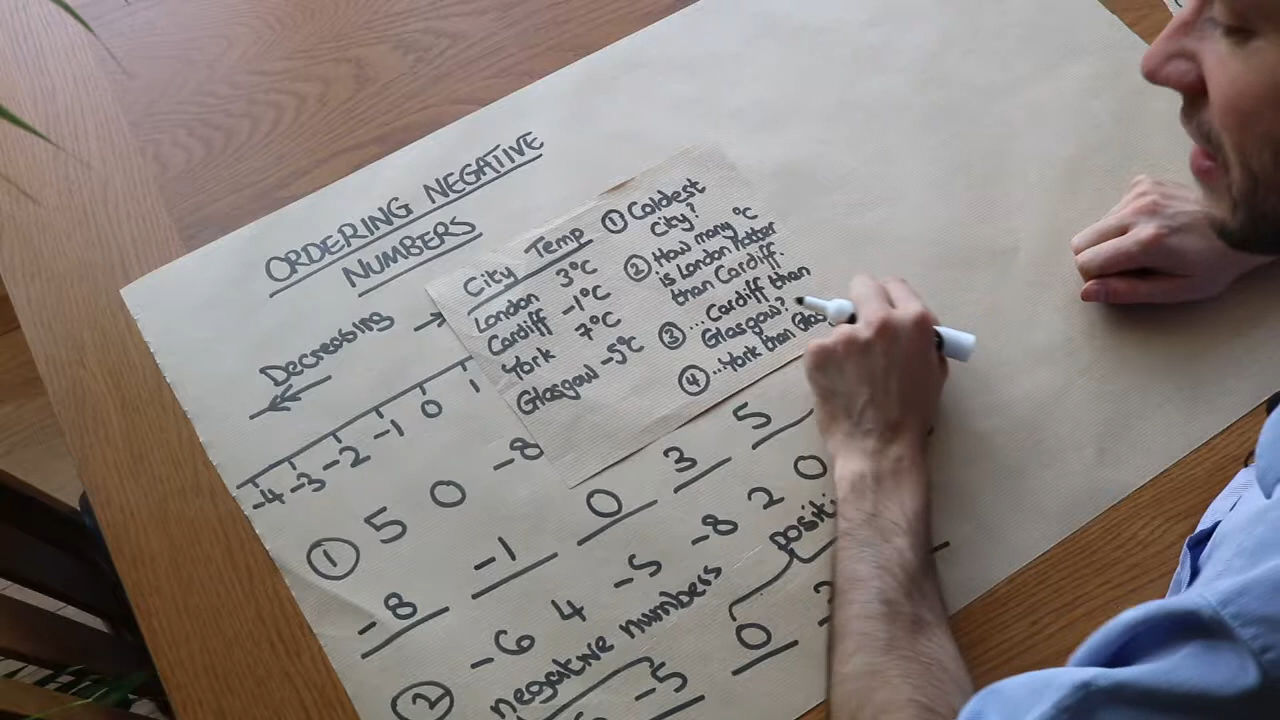 ORDERING NEGATIVE
NUMBERS
Decreasing
-4 -3 -2 -1 0 1
City Temp
London 3°C
Cardiff -1°C
York 7°C
Glasgow -5°C
① Coldest
City?
② How many °C
is London hotter
than Cardiff.
③ ... Cardiff than
Glasgow?
④ ...York than
① 5 0 -8
-8 -1 0 3 5
② -6 4 -5 -8 2 0
negative numbers
-5 0